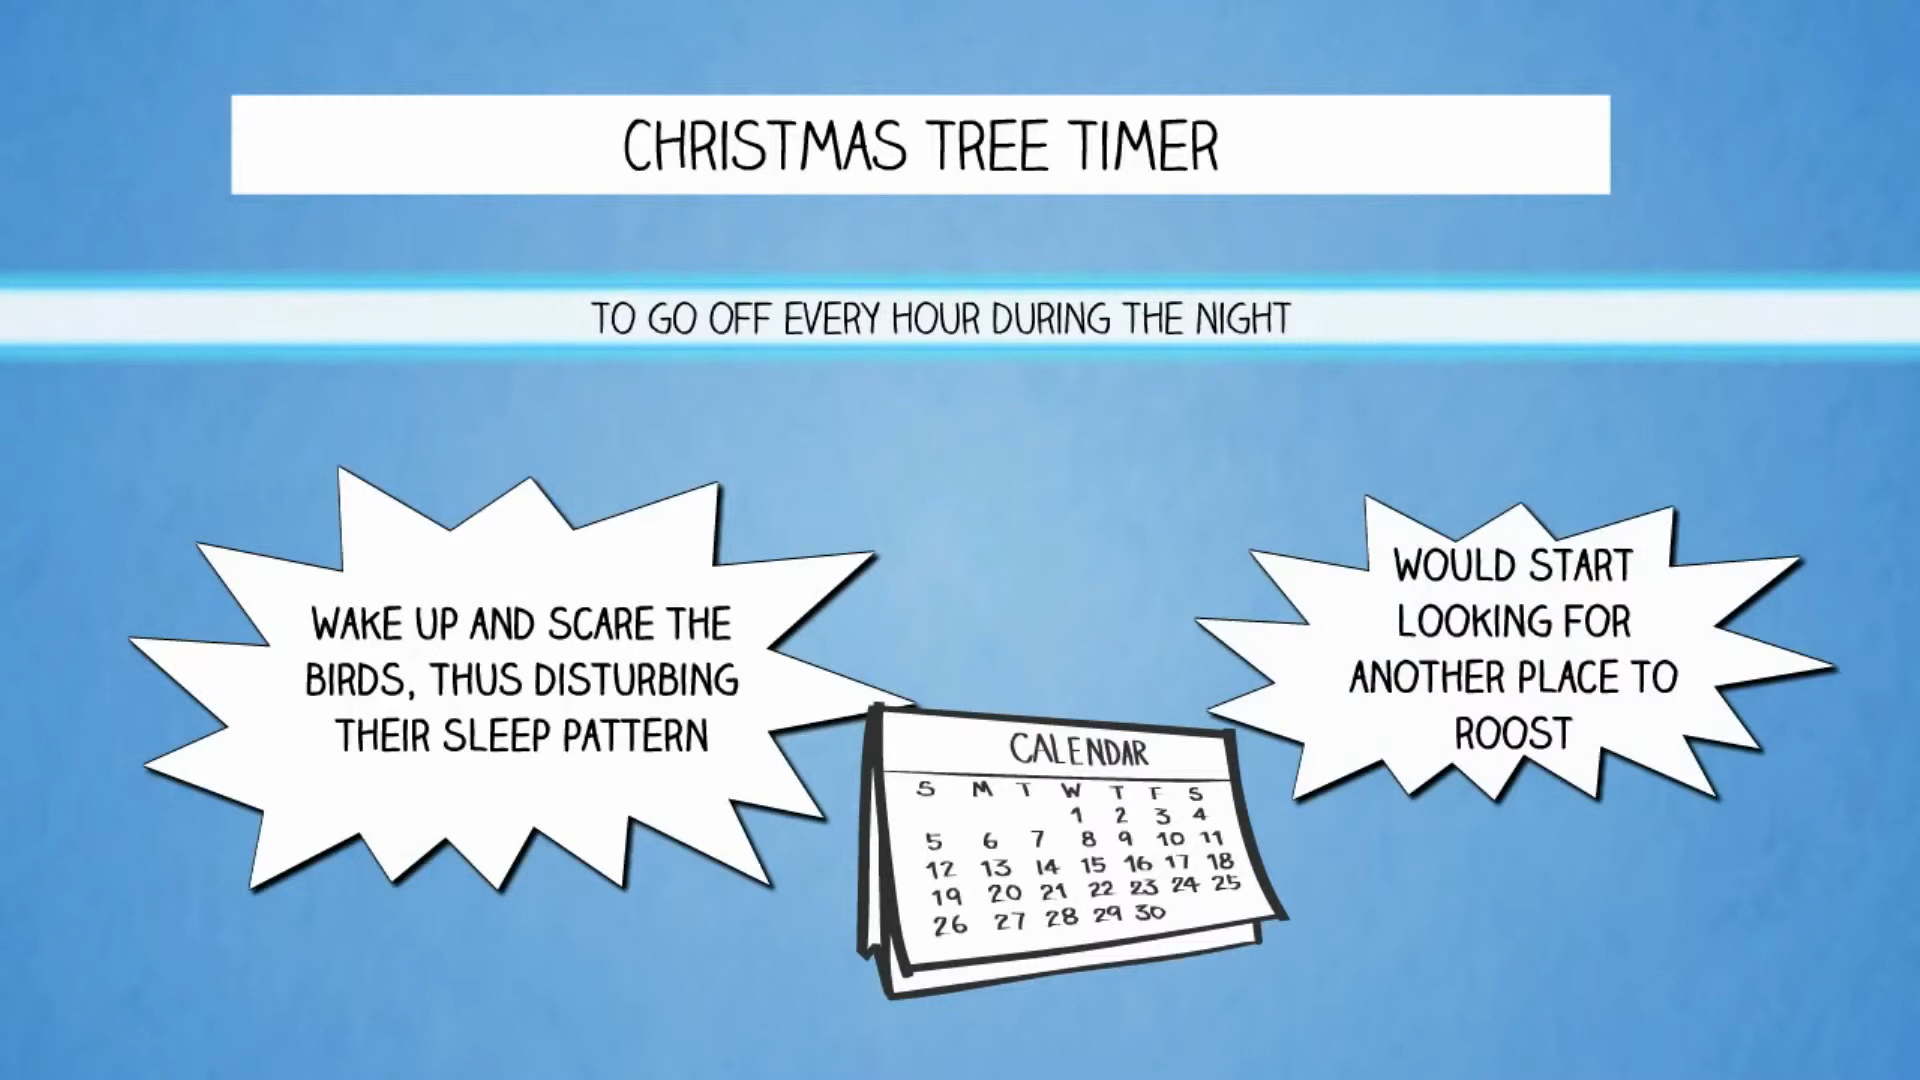 CHRISTMAS TREE TIMER
TO GO OFF EVERY HOUR DURING THE NIGHT
WAKE UP AND SCARE THE
BIRDS, THUS DISTURBING
THEIR SLEEP PATTERN
WOULD START
LOOKING FOR
ANOTHER PLACE TO
ROOST
CALENDAR
S M T W T F S
1 2 3 4
5 6 7 8 9 10 11
12 13 14 15 16 17 18
19 20 21 22 23 24 25
26 27 28 29 30